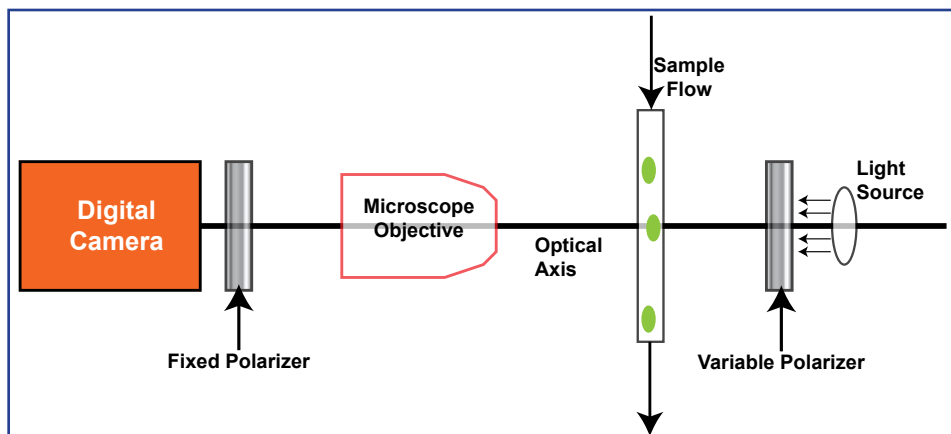 Sample
Flow
Light
Source
Digital
Camera
Microscope
Objective
Optical
Axis
Fixed Polarizer
Variable Polarizer